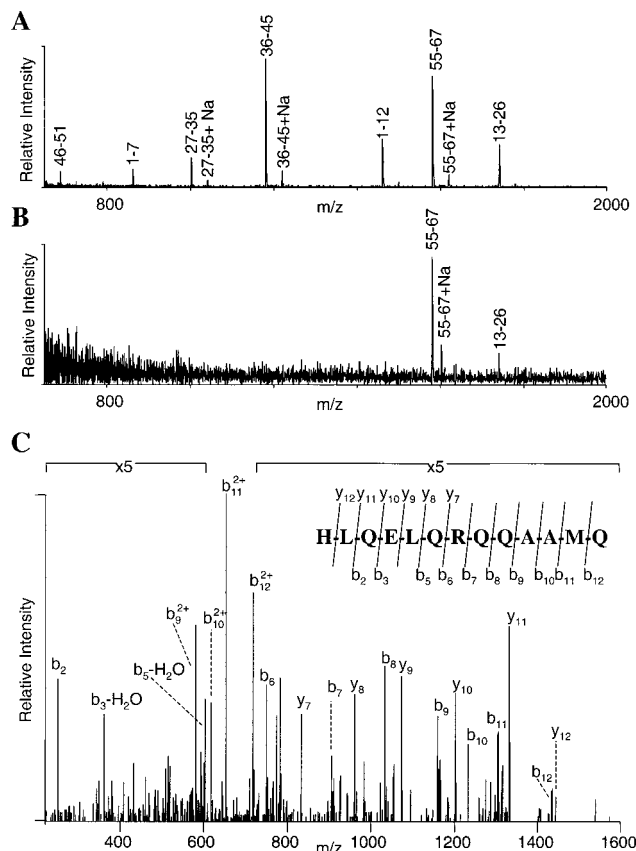 A
Relative Intensity
46-51
1-7
27-35
27-35+ Na
36-45
36-45+Na
1-12
55-67
55-67+Na
13-26
800
m/z
2000
B
Relative Intensity
55-67
55-67+Na
13-26
800
m/z
2000
C
x5
x5
Relative Intensity
y12 y11 y10 y9 y8 y7
H-L-Q-E-L-Q-R-Q-Q-A-A-M-Q
b2 b3 b5 b6 b7 b8 b9 b10 b11 b12
b2
b3-H2O
b9 2+
b5-H2O
b10 2+
b11 2+
b12 2+
b6
y7
b7
y8
b8
y9
b9
y10
b10
b11
y11
b12
y12
400
600
800
1000
1200
1400
1600
m/z